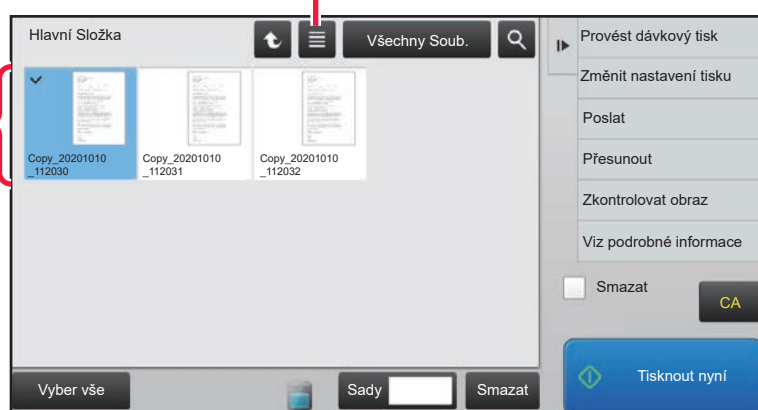 Hlavní Složka
Všechny Soub.
Copy_20201010
_112030
Copy_20201010
_112031
Copy_20201010
_112032
Vyber vše
Sady
Smazat
Provést dávkový tisk
Změnit nastavení tisku
Poslat
Přesunout
Zkontrolovat obraz
Viz podrobné informace
Smazat
CA
Tisknout nyní